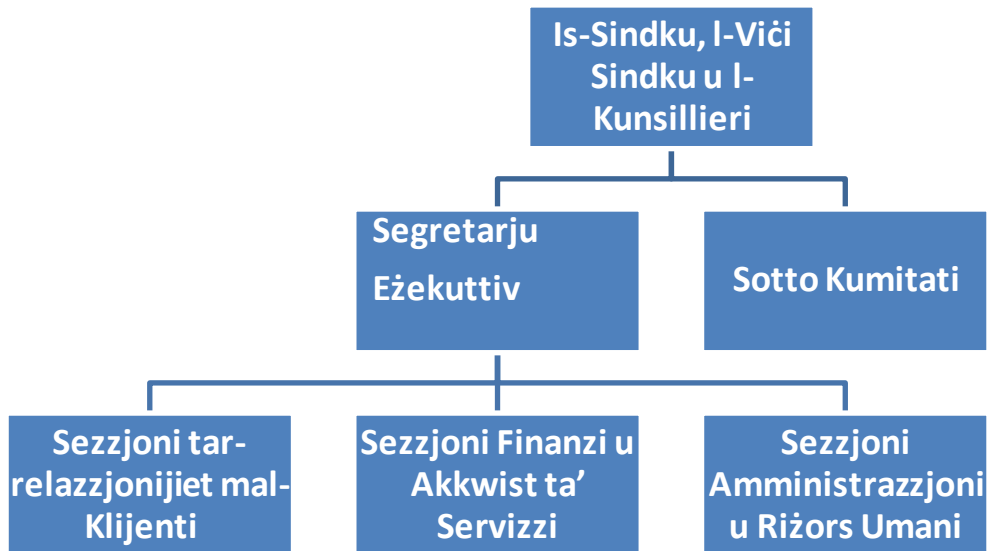 Is-Sindku, l-Viċi
Sindku u l-
Kunsillieri
Segretarju
Eżekuttiv
Sotto Kumitati
Sezzjoni tar-
relazzjonijiet mal-
Klijenti
Sezzjoni Finanzi u
Akkwist ta’
Servizzi
Sezzjoni
Amministrazzjoni
u Riżors Umani